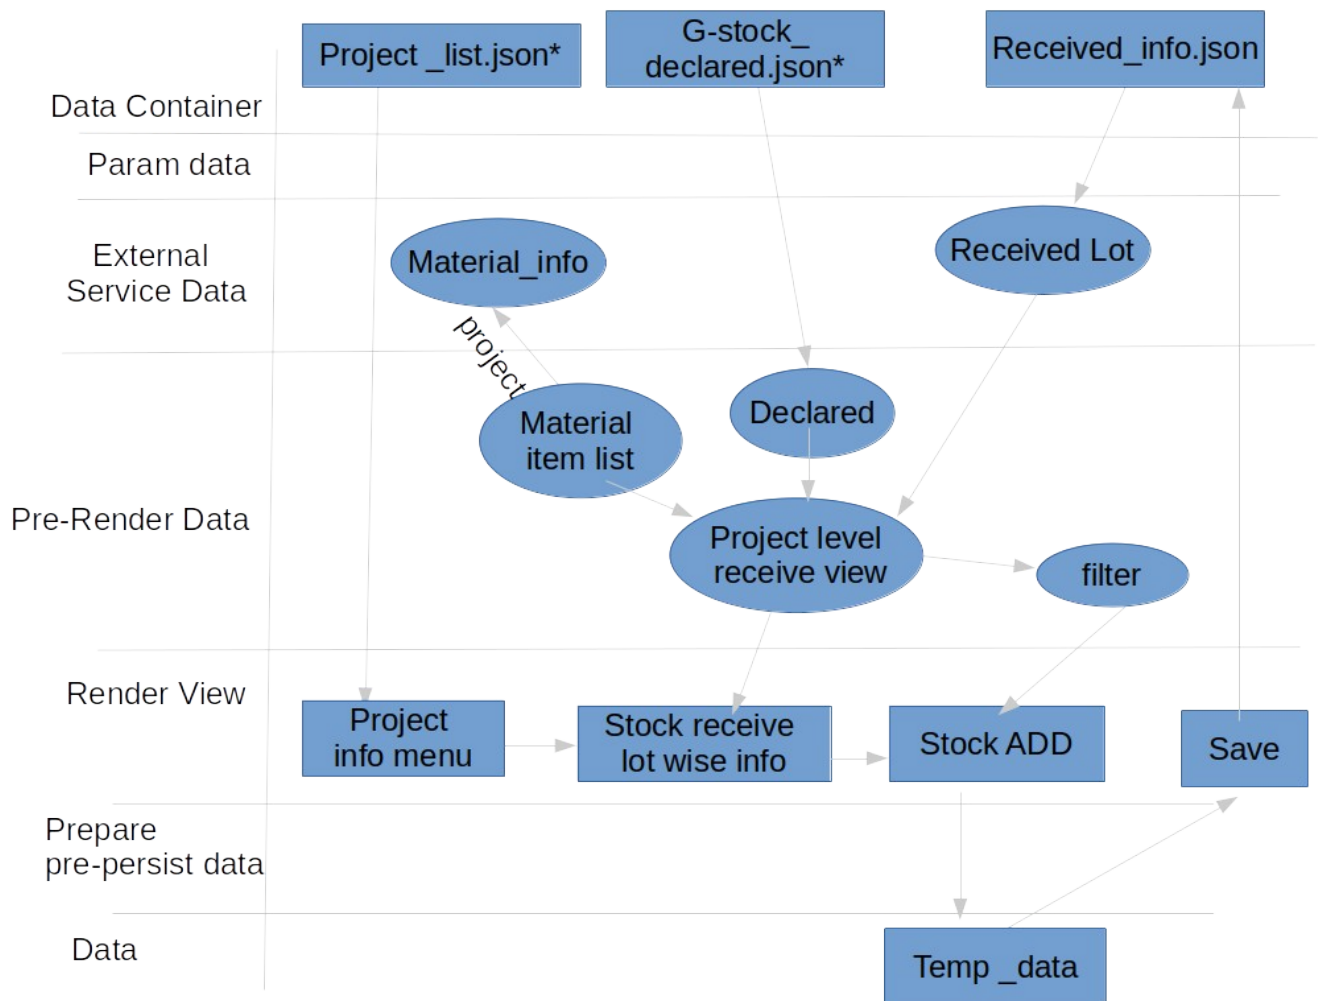 Project _list.json*
G-stock_
declared.json*
Received_info.json
Data Container
Param data
External
Service Data
Material_info
Received Lot
project
Material
item list
Declared
Pre-Render Data
Project level
receive view
filter
Render View
Project
info menu
Stock receive
lot wise info
Stock ADD
Save
Prepare
pre-persist data
Data
Temp _data